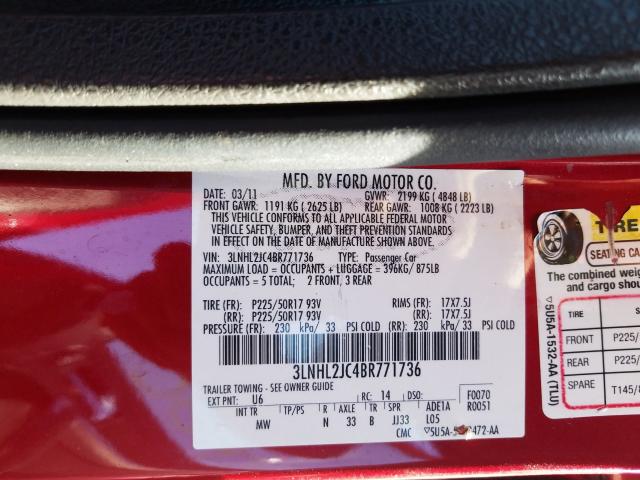 MFD. BY FORD MOTOR CO.
DATE: 03/11 GVWR: 2199 KG ( 4848 LB)
FRONT GAWR: 1191 KG ( 2625 LB) REAR GAWR: 1008 KG ( 2223 LB)
THIS VEHICLE CONFORMS TO ALL APPLICABLE FEDERAL MOTOR
VEHICLE SAFETY, BUMPER, AND THEFT PREVENTION STANDARDS
IN EFFECT ON THE DATE OF MANUFACTURE SHOWN ABOVE.
VIN: 3LNHL2JC4BR771736 TYPE: Passenger Car
MAXIMUM LOAD = OCCUPANTS + LUGGAGE = 396KG/875LB
OCCUPANTS = 5 TOTAL; 2 FRONT, 3 REAR
TIRE (FR): P225/50R17 93V RIMS (FR): 17X7.5J
(RR): P225/50R17 93V (RR): 17X7.5J
PRESSURE (FR): 230 kPa/ 33 PSI COLD (RR): 230 kPa/ 33 PSI COLD
3LNHL2JC4BR771736
TRAILER TOWING - SEE OWNER GUIDE
EXT PNT: U6 RC: 14 DSO: F0070
R0051
INT TR TP/PS R AXLE TR SPR ADE1A
MW N 33 B JJ33 L05
CMC
TIRE
SEATING CA
The combined weig
and cargo shou
▽5U5A-1532-AA (TLU)
TIRE S
FRONT P225/
REAR P225/
SPARE T145/8